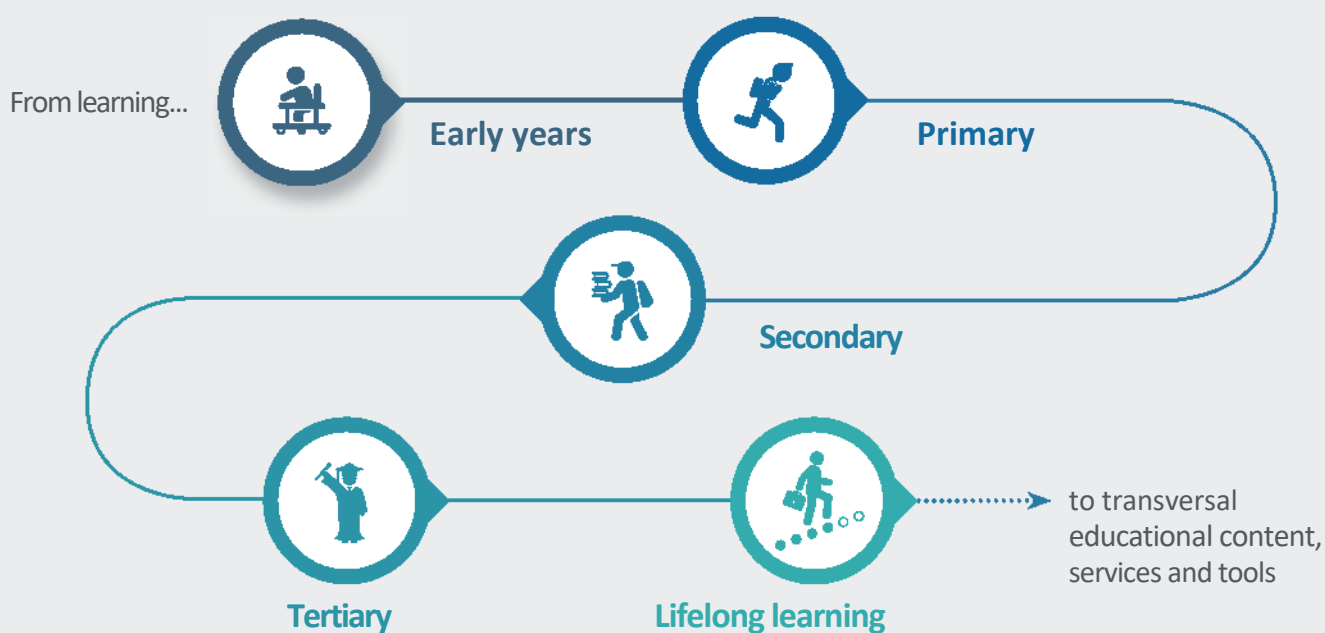 From learning...
Early years
Primary
Secondary
Tertiary
Lifelong learning
to transversal
educational content,
services and tools